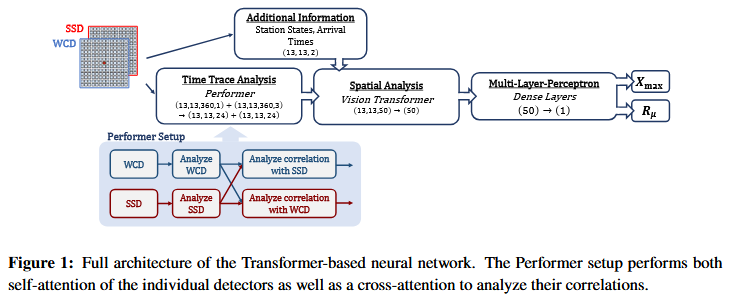 SSD
WCD
Additional Information
Station States, Arrival
Times
(13,13,2)
Time Trace Analysis
Performer
(13,13,360,1) + (13,13,360,3)
→ (13,13,24) + (13,13,24)
Spatial Analysis
Vision Transformer
(13,13,50) → (50)
Multi-Layer-Perceptron
Dense Layers
(50) → (1)
Xmax
Rμ
Performer Setup
WCD
Analyze
WCD
Analyze correlation
with SSD
SSD
Analyze
SSD
Analyze correlation
with WCD
Figure 1: Full architecture of the Transformer-based neural network. The Performer setup performs both
self-attention of the individual detectors as well as a cross-attention to analyze their correlations.